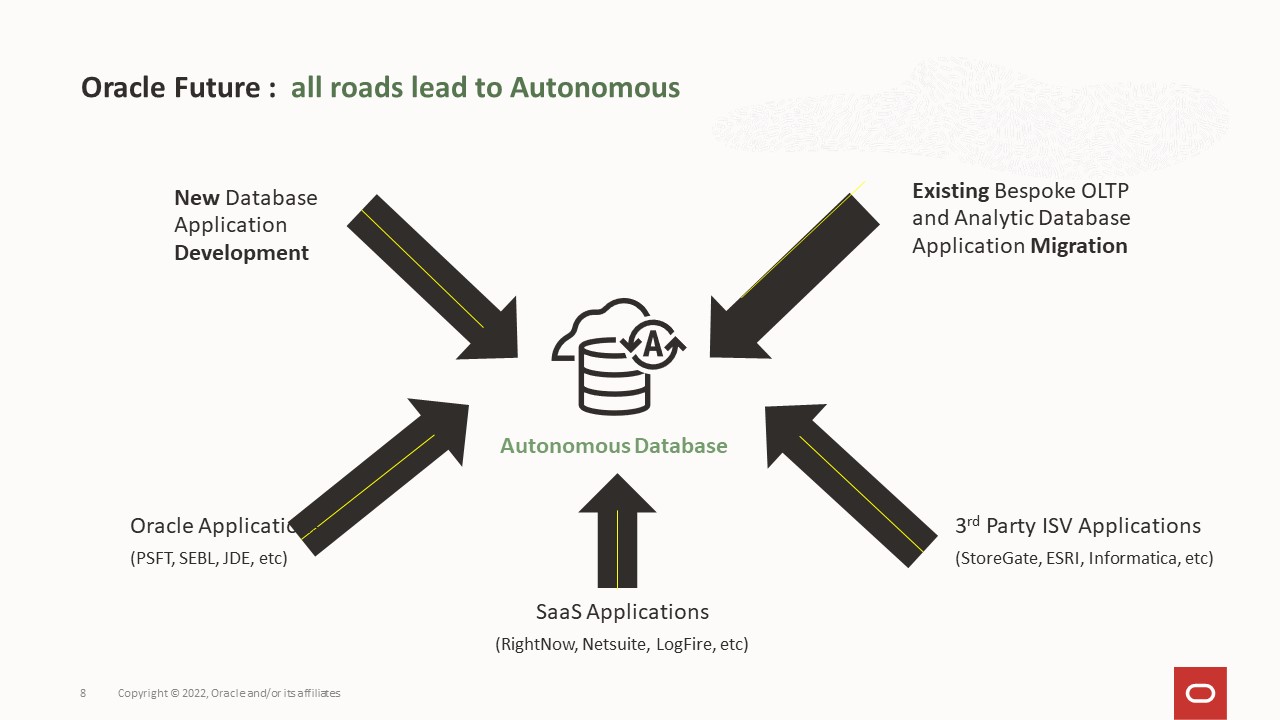 Oracle Future : all roads lead to Autonomous
New Database
Application
Development
Existing Bespoke OLTP
and Analytic Database
Application Migration
A
Autonomous Database
Oracle
(PSFT, SEBL, JDE, etc)
3rd Party ISV Applications
(StoreGate, ESRI, Informatica, etc)
SaaS Applications
(RightNow, Netsuite, LogFire, etc)
8 Copyright © 2022, Oracle and/or its affiliates